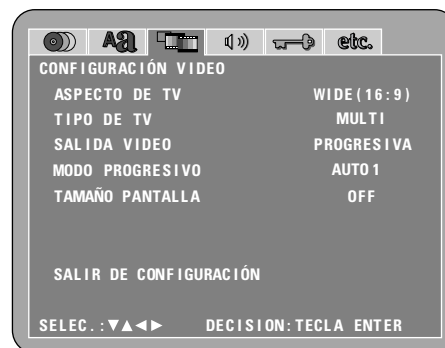 Aa etc.
CONFIGURACIÓN VIDEO
ASPECTO DE TV WIDE(16:9)
TIPO DE TV MULTI
SALIDA VIDEO PROGRESIVA
MODO PROGRESIVO AUTO1
TAMAÑO PANTALLA OFF
SALIR DE CONFIGURACIÓN
SELEC.:▼▲◄► DECISION:TECLA ENTER